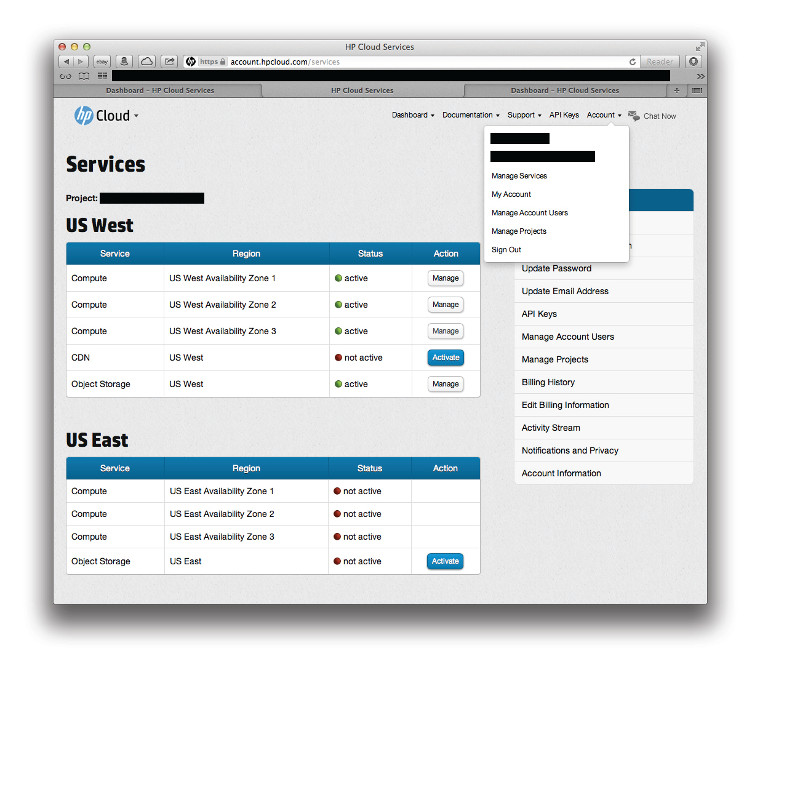 HP Cloud Services
ebay
https account.hpcloud.com/services
Reader
Dashboard – HP Cloud Services
HP Cloud Services
Dashboard – HP Cloud Services
hp Cloud
Dashboard Documentation Support API Keys Account Chat Now
Manage Services
My Account
Manage Account Users
Manage Projects
Sign Out
Services
Project:
US West
Service Region Status Action
Compute US West Availability Zone 1 active Manage
Compute US West Availability Zone 2 active Manage
Compute US West Availability Zone 3 active Manage
CDN US West not active Activate
Object Storage US West active Manage
US East
Service Region Status Action
Compute US East Availability Zone 1 not active
Compute US East Availability Zone 2 not active
Compute US East Availability Zone 3 not active
Object Storage US East not active Activate
Update Password
Update Email Address
API Keys
Manage Account Users
Manage Projects
Billing History
Edit Billing Information
Activity Stream
Notifications and Privacy
Account Information